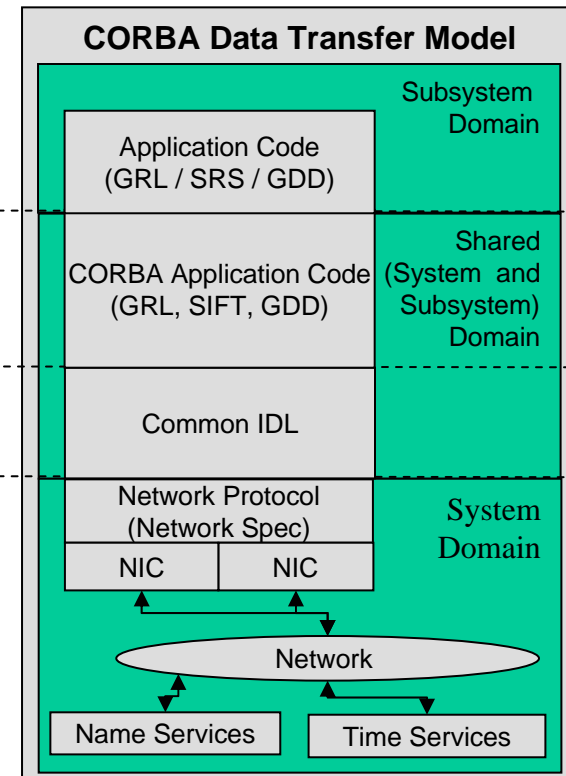 CORBA Data Transfer Model
Subsystem
Domain
Application Code
(GRL / SRS / GDD)
Shared
(System and
Subsystem)
Domain
CORBA Application Code
(GRL, SIFT, GDD)
Common IDL
Network Protocol
(Network Spec)
System
Domain
NIC
NIC
Network
Name Services
Time Services